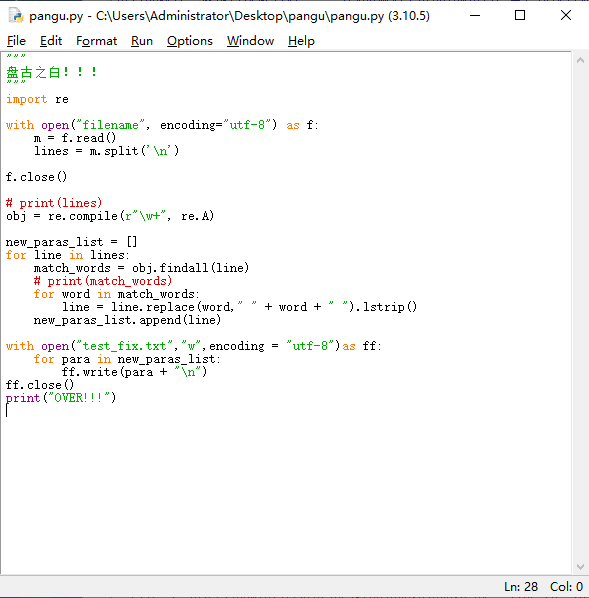 pangu.py - C:\Users\Administrator\Desktop\pangu\pangu.py (3.10.5)
File Edit Format Run Options Window Help
"""
盘古之白!!!
"""
import re

with open("filename", encoding="utf-8") as f:
    m = f.read()
    lines = m.split('\n')

f.close()

# print(lines)
obj = re.compile(r"\w+", re.A)

new_paras_list = []
for line in lines:
    match_words = obj.findall(line)
    # print(match_words)
    for word in match_words:
        line = line.replace(word," " + word + " ").lstrip()
    new_paras_list.append(line)

with open("test_fix.txt","w",encoding = "utf-8")as ff:
    for para in new_paras_list:
        ff.write(para + "\n")
ff.close()
print("OVER!!!")
Ln: 28 Col: 0